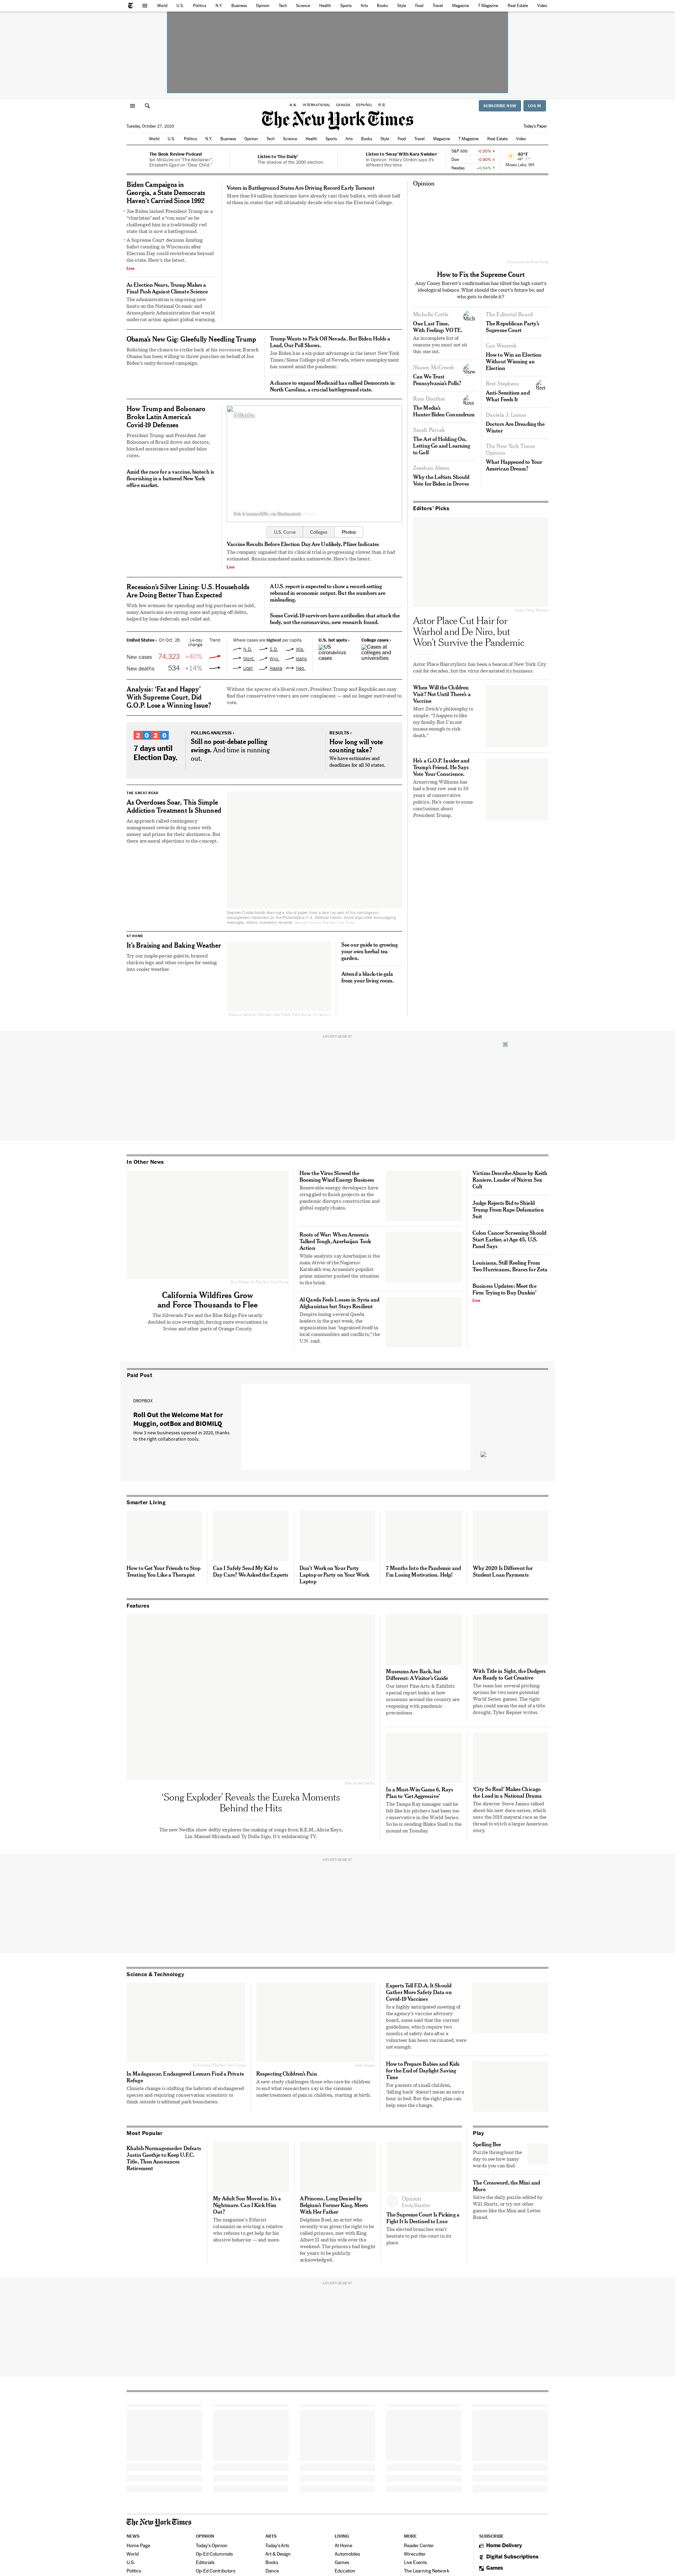 World U.S. Politics N.Y. Business Opinion Tech Science Health Sports Arts Books Style Food Travel Magazine T Magazine Real Estate Video
U.S. INTERNATIONAL CANADA ESPAÑOL 中文
SUBSCRIBE NOW LOG IN
The New York Times
Tuesday, October 27, 2020
Today's Paper
World U.S. Politics N.Y. Business Opinion Tech Science Health Sports Arts Books Style Food Travel Magazine T Magazine Real Estate Video
The Book Review Podcast
Ian McGuire on "The Abstainer"; Elizabeth Egan on "Dear Child."
Listen to 'The Daily'
The shadow of the 2000 election.
Listen to 'Sway' With Kara Swisher
In Opinion: Hillary Clinton says it's different this time.
S&P 500 -0.30%
Dow -0.80%
Nasdaq +0.64%
40°F
Moses Lake, WA
Biden Campaigns in Georgia, a State Democrats Haven't Carried Since 1992
Joe Biden lashed President Trump as a "charlatan" and a "con man" as he challenged him in a traditionally red state that is now a battleground.
A Supreme Court decision limiting ballot counting in Wisconsin after Election Day could reverberate beyond the state. Here's the latest.
Live
As Election Nears, Trump Makes a Final Push Against Climate Science
The administration is imposing new limits on the National Oceanic and Atmospheric Administration that would undercut action against global warming.
Voters in Battleground States Are Driving Record Early Turnout
More than 64 million Americans have already cast their ballots, with about half of them in states that will ultimately decide who wins the Electoral College.
Obama's New Gig: Gleefully Needling Trump
Relishing the chance to strike back at his successor, Barack Obama has been willing to throw punches on behalf of Joe Biden's unity-focused campaign.
Trump Wants to Pick Off Nevada. But Biden Holds a Lead, Our Poll Shows.
Joe Biden has a six-point advantage in the latest New York Times/Siena College poll of Nevada, where unemployment has soared amid the pandemic.
A chance to expand Medicaid has rallied Democrats in North Carolina, a crucial battleground state.
How Trump and Bolsonaro Broke Latin America's Covid-19 Defenses
President Trump and President Jair Bolsonaro of Brazil drove out doctors, blocked assistance and pushed false cures.
Amid the race for a vaccine, biotech is flourishing in a battered New York office market.
U.S. Curve Colleges Photos
Vaccine Results Before Election Day Are Unlikely, Pfizer Indicates
The company signaled that its clinical trial is progressing slower than it had estimated. Russia mandated masks nationwide. Here's the latest.
Live
Recession's Silver Lining: U.S. Households Are Doing Better Than Expected
With few avenues for spending and big purchases on hold, many Americans are saving more and paying off debts, helped by loan deferrals and relief aid.
A U.S. report is expected to show a record-setting rebound in economic output. But the numbers are misleading.
Some Covid-19 survivors have antibodies that attack the body, not the coronavirus, new research found.
United States › On Oct. 26 14-day change Trend
New cases 74,323 +40%
New deaths 534 +14%
Where cases are highest per capita
N.D. S.D. Wis.
Mont. Wyo. Idaho
Utah Alaska Neb.
U.S. hot spots ›
US coronavirus cases
College cases ›
Cases at colleges and universities
Analysis: 'Fat and Happy' With Supreme Court, Did G.O.P. Lose a Winning Issue?
Without the specter of a liberal court, President Trump and Republicans may find that conservatives are now complacent — and no longer motivated to vote.
2020
7 days until Election Day.
POLLING ANALYSIS ›
Still no post-debate polling swings. And time is running out.
RESULTS ›
How long will vote counting take?
We have estimates and deadlines for all 50 states.
THE GREAT READ
As Overdoses Soar, This Simple Addiction Treatment Is Shunned
An approach called contingency management rewards drug users with money and prizes for their abstinence. But there are moral objections to the concept.
AT HOME
It's Braising and Baking Weather
Try our maple-pecan galette, braised chicken legs and other recipes for easing into cooler weather.
See our guide to growing your own herbal tea garden.
Attend a black-tie gala from your living room.
Opinion
How to Fix the Supreme Court
Amy Coney Barrett's confirmation has tilted the high court's ideological balance. What should the court's future be, and who gets to decide it?
Michelle Cottle
One Last Time, With Feeling: VOTE.
An incomplete list of reasons you must not sit this one out.
Shawn McCreesh
Can We Trust Pennsylvania's Polls?
Ross Douthat
The Media's Hunter Biden Conundrum
Sarah Parcak
The Art of Holding On, Letting Go and Learning to Golf
Zeeshan Aleem
Why the Leftists Should Vote for Biden in Droves
The Editorial Board
The Republican Party's Supreme Court
Gus Wezerek
How to Win an Election Without Winning an Election
Bret Stephens
Anti-Semitism and What Feeds It
Daniela J. Lamas
Doctors Are Dreading the Winter
The New York Times Opinion
What Happened to Your American Dream?
Editors' Picks
Astor Place Cut Hair for Warhol and De Niro, but Won't Survive the Pandemic
Astor Place Hairstylists has been a beacon of New York City cool for decades, but the virus devastated its business.
When Will the Children Visit? Not Until There's a Vaccine
Mort Zwick's philosophy is simple: "I happen to like my family. But I'm not insane enough to risk death."
He's a G.O.P. Insider and Trump's Friend. He Says Vote Your Conscience.
Armstrong Williams has had a front row seat to 30 years of conservative politics. He's come to some conclusions about President Trump.
ADVERTISEMENT
In Other News
California Wildfires Grow and Force Thousands to Flee
The Silverado Fire and the Blue Ridge Fire nearly doubled in size overnight, forcing more evacuations in Irvine and other parts of Orange County.
How the Virus Slowed the Booming Wind Energy Business
Renewable energy developers have struggled to finish projects as the pandemic disrupts construction and global supply chains.
Roots of War: When Armenia Talked Tough, Azerbaijan Took Action
While analysts say Azerbaijan is the main driver of the Nagorno-Karabakh war, Armenia's populist prime minister pushed the situation to the brink.
Al Qaeda Feels Losses in Syria and Afghanistan but Stays Resilient
Despite losing several Qaeda leaders in the past week, the organization has "ingrained itself in local communities and conflicts," the U.N. said.
Victims Describe Abuse by Keith Raniere, Leader of Nxivm Sex Cult
Judge Rejects Bid to Shield Trump From Rape Defamation Suit
Colon Cancer Screening Should Start Earlier, at Age 45, U.S. Panel Says
Louisiana, Still Reeling From Two Hurricanes, Braces for Zeta
Business Updates: Meet the Firm Trying to Buy Dunkin'
Live
Paid Post
DROPBOX
Roll Out the Welcome Mat for Muggin, ootBox and BIOMILQ
How 3 new businesses opened in 2020, thanks to the right collaboration tools.
Smarter Living
How to Get Your Friends to Stop Treating You Like a Therapist
Can I Safely Send My Kid to Day Care? We Asked the Experts
Don't Work on Your Party Laptop or Party on Your Work Laptop
7 Months Into the Pandemic and I'm Losing Motivation. Help!
Why 2020 Is Different for Student Loan Payments
Features
'Song Exploder' Reveals the Eureka Moments Behind the Hits
The new Netflix show deftly explores the making of songs from R.E.M., Alicia Keys, Lin-Manuel Miranda and Ty Dolla $ign. It's exhilarating TV.
Museums Are Back, but Different: A Visitor's Guide
Our latest Fine Arts & Exhibits special report looks at how museums around the country are reopening with pandemic precautions.
With Title in Sight, the Dodgers Are Ready to Get Creative
The team has several pitching options for two more potential World Series games. The right plan could mean the end of a title drought, Tyler Kepner writes.
In a Must-Win Game 6, Rays Plan to 'Get Aggressive'
The Tampa Bay manager said he felt like his pitchers had been too conservative in the World Series. So he is sending Blake Snell to the mound on Tuesday.
'City So Real' Makes Chicago the Lead in a National Drama
The director Steve James talked about his new docu-series, which uses the 2019 mayoral race as the thread to stitch a larger American story.
ADVERTISEMENT
Science & Technology
In Madagascar, Endangered Lemurs Find a Private Refuge
Climate change is shifting the habitats of endangered species and requiring conservation scientists to think outside traditional park boundaries.
Respecting Children's Pain
A new study challenges those who care for children to end what researchers say is the common undertreatment of pain in children, starting at birth.
Experts Tell F.D.A. It Should Gather More Safety Data on Covid-19 Vaccines
In a highly anticipated meeting of the agency's vaccine advisory board, some said that the current guidelines, which require two months of safety data after a volunteer has been vaccinated, were not enough.
How to Prepare Babies and Kids for the End of Daylight Saving Time
For parents of small children, 'falling back' doesn't mean an extra hour in bed. But the right plan can help ease the change.
Most Popular
Khabib Nurmagomedov Defeats Justin Gaethje to Keep U.F.C. Title, Then Announces Retirement
My Adult Son Moved in. It's a Nightmare. Can I Kick Him Out?
The magazine's Ethicist columnist on evicting a relative who refuses to get help for his abusive behavior — and more.
A Princess, Long Denied by Belgium's Former King, Meets With Her Father
Delphine Boël, an artist who recently was given the right to be called princess, met with King Albert II and his wife over the weekend. The princess had fought for years to be publicly acknowledged.
Opinion
Emily Bazelon
The Supreme Court Is Picking a Fight It Is Destined to Lose
The elected branches won't hesitate to put the court in its place.
Play
Spelling Bee
Puzzle throughout the day to see how many words you can find.
The Crossword, the Mini and More
Solve the daily puzzle edited by Will Shortz, or try out other games like the Mini and Letter Boxed.
ADVERTISEMENT
The New York Times
NEWS
Home Page
World
U.S.
Politics
OPINION
Today's Opinion
Op-Ed Columnists
Editorials
Op-Ed Contributors
ARTS
Today's Arts
Art & Design
Books
Dance
LIVING
At Home
Automobiles
Games
Education
MORE
Reader Center
Wirecutter
Live Events
The Learning Network
SUBSCRIBE
Home Delivery
Digital Subscriptions
Games